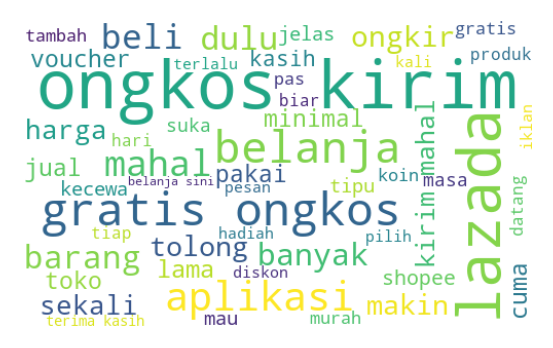 tambah beli dulu jelas ongkir gratis
voucher terlalu kasih kali produk
ongkos kirim
pas biar
harga suka minimal kirim mahal lazada iklan
hari belanja
jual mahal pakai koin masa
kecewa belanja sini pesan tipu datang
gratis ongkos
tiap hadiah pilih
barang tolong banyak
toko lama diskon shopee cuma
sekali aplikasi makin
terima kasih mau murah